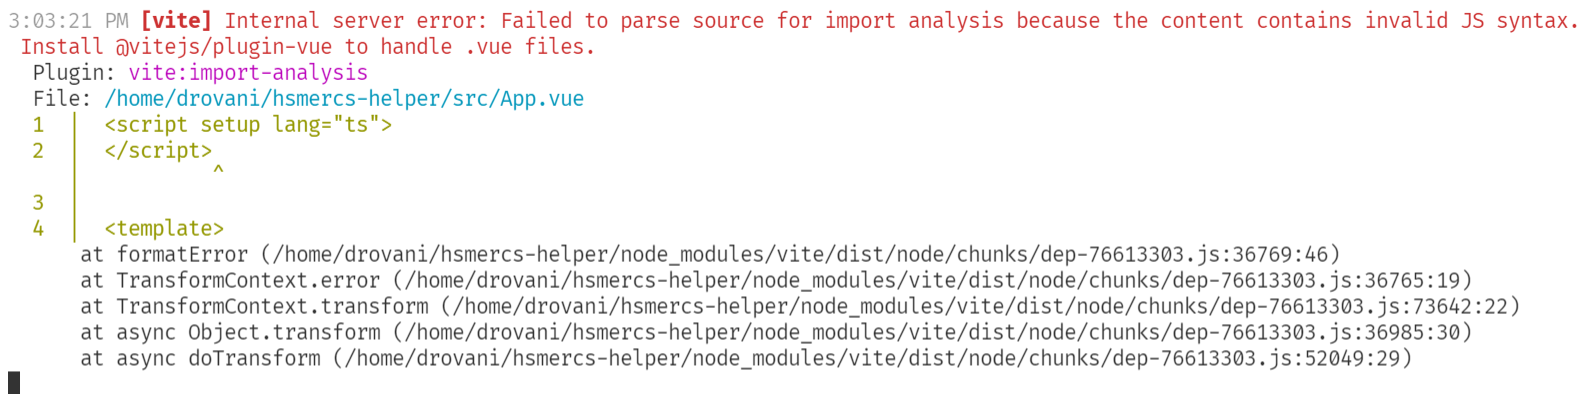 3:03:21 PM [vite] Internal server error: Failed to parse source for import analysis because the content contains invalid JS syntax.
Install @vitejs/plugin-vue to handle .vue files.
Plugin: vite:import-analysis
File: /home/drovani/hsmercs-helper/src/App.vue
1 | <script setup lang="ts">
2 | </script>
| ^
3 |
4 | <template>
at formatError (/home/drovani/hsmercs-helper/node_modules/vite/dist/node/chunks/dep-76613303.js:36769:46)
at TransformContext.error (/home/drovani/hsmercs-helper/node_modules/vite/dist/node/chunks/dep-76613303.js:36765:19)
at TransformContext.transform (/home/drovani/hsmercs-helper/node_modules/vite/dist/node/chunks/dep-76613303.js:73642:22)
at async Object.transform (/home/drovani/hsmercs-helper/node_modules/vite/dist/node/chunks/dep-76613303.js:36985:30)
at async doTransform (/home/drovani/hsmercs-helper/node_modules/vite/dist/node/chunks/dep-76613303.js:52049:29)